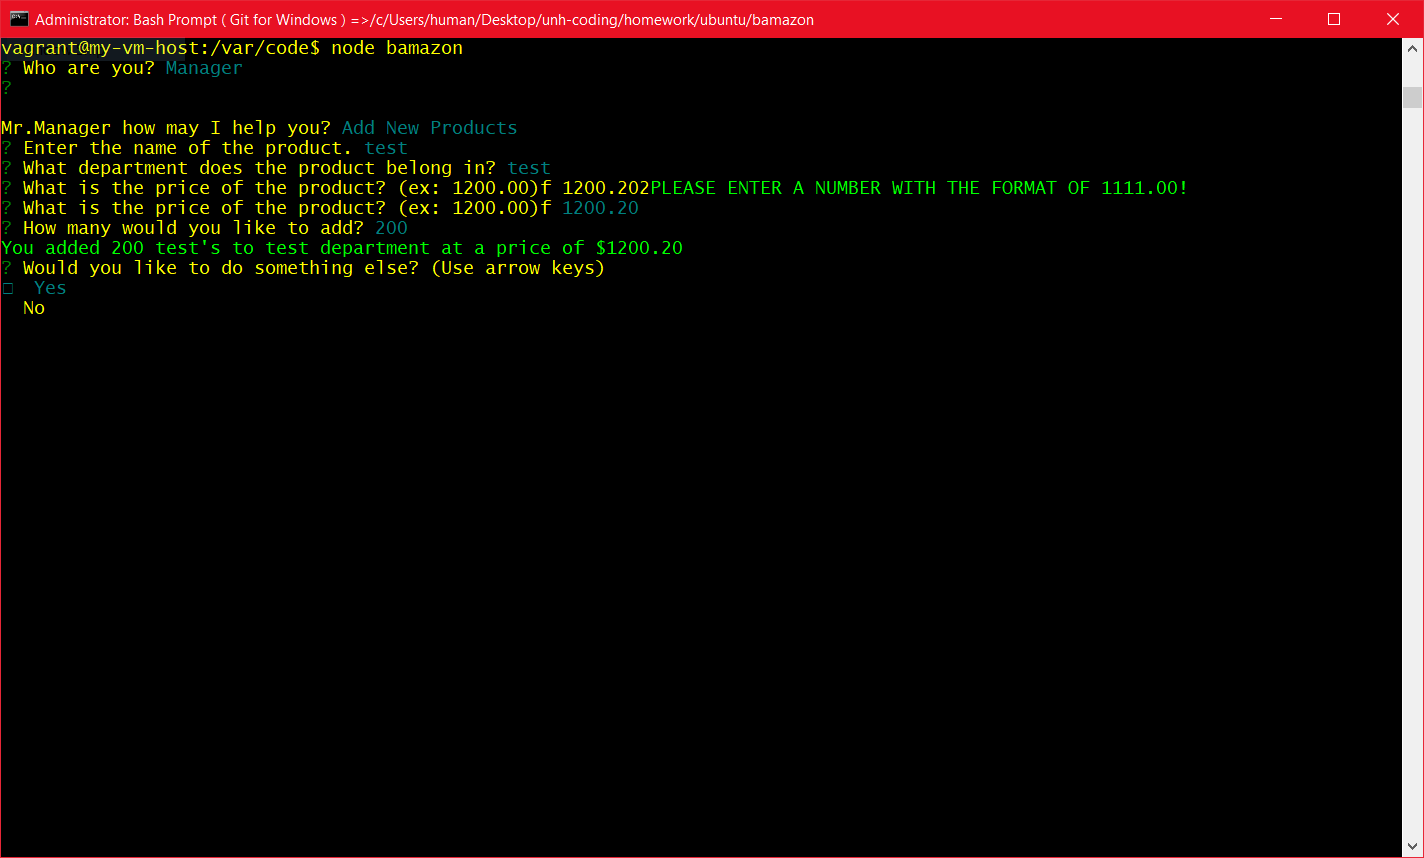 Administrator: Bash Prompt ( Git for Windows ) =>/c/Users/human/Desktop/unh-coding/homework/ubuntu/bamazon
vagrant@my-vm-host:/var/code$ node bamazon
? Who are you? Manager
?
Mr.Manager how may I help you? Add New Products
? Enter the name of the product. test
? What department does the product belong in? test
? What is the price of the product? (ex: 1200.00)f 1200.202PLEASE ENTER A NUMBER WITH THE FORMAT OF 1111.00!
? What is the price of the product? (ex: 1200.00)f 1200.20
? How many would you like to add? 200
You added 200 test's to test department at a price of $1200.20
? Would you like to do something else? (Use arrow keys)
□ Yes
No